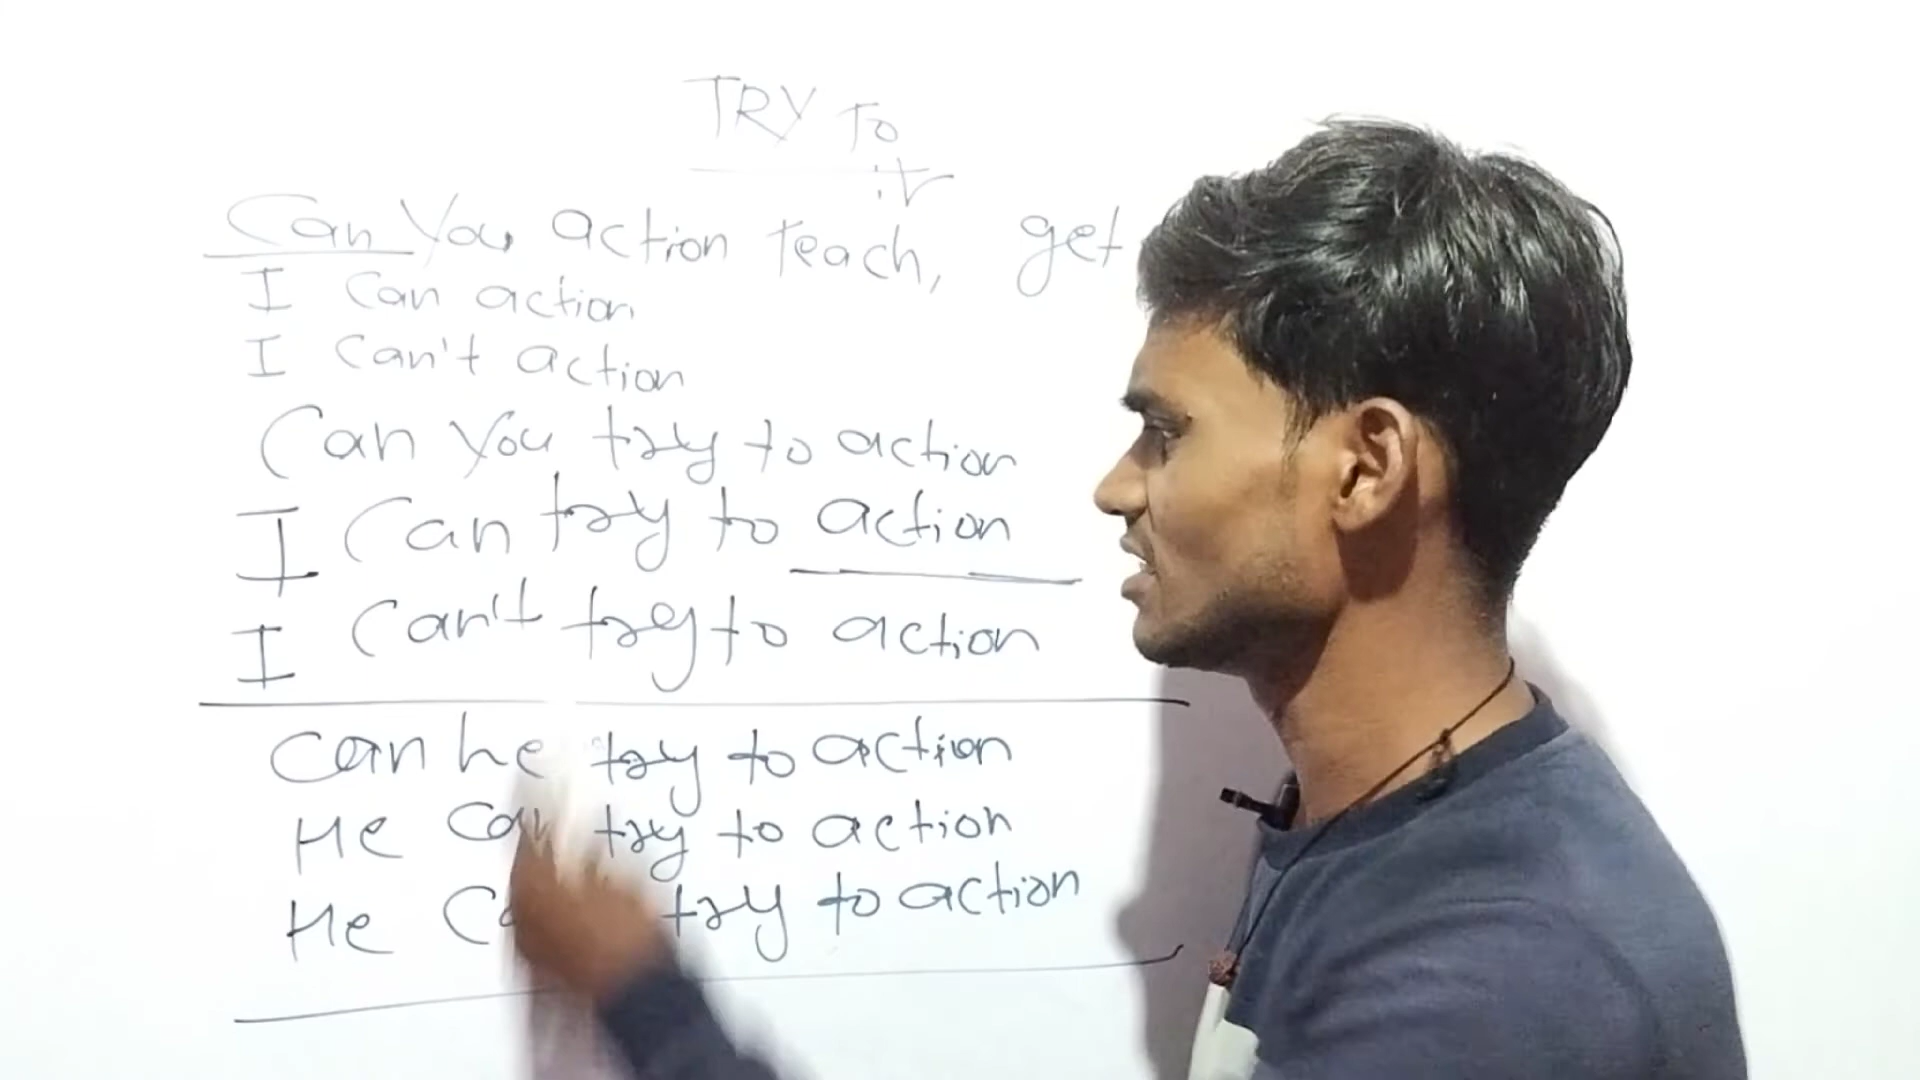 TRY TO
Can You action teach, get
I can action
I can't action
Can You try to action
I can try to action
I can't try to action
Can he try to action
He can try to action
He try to action